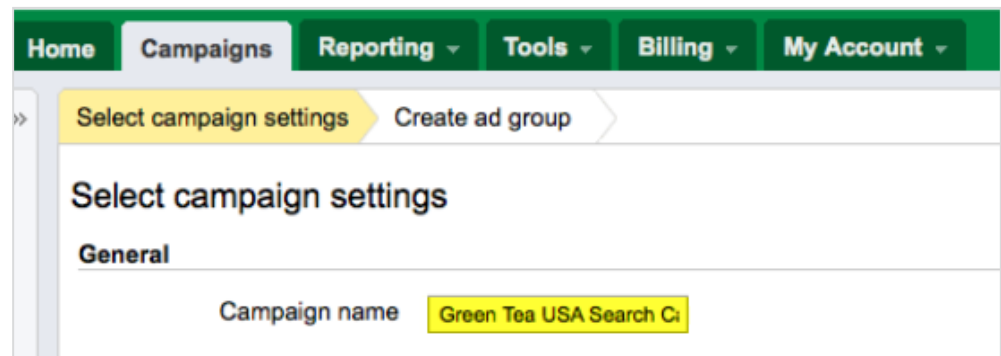 Home Campaigns Reporting Tools Billing My Account
» Select campaign settings Create ad group
Select campaign settings
General
Campaign name Green Tea USA Search